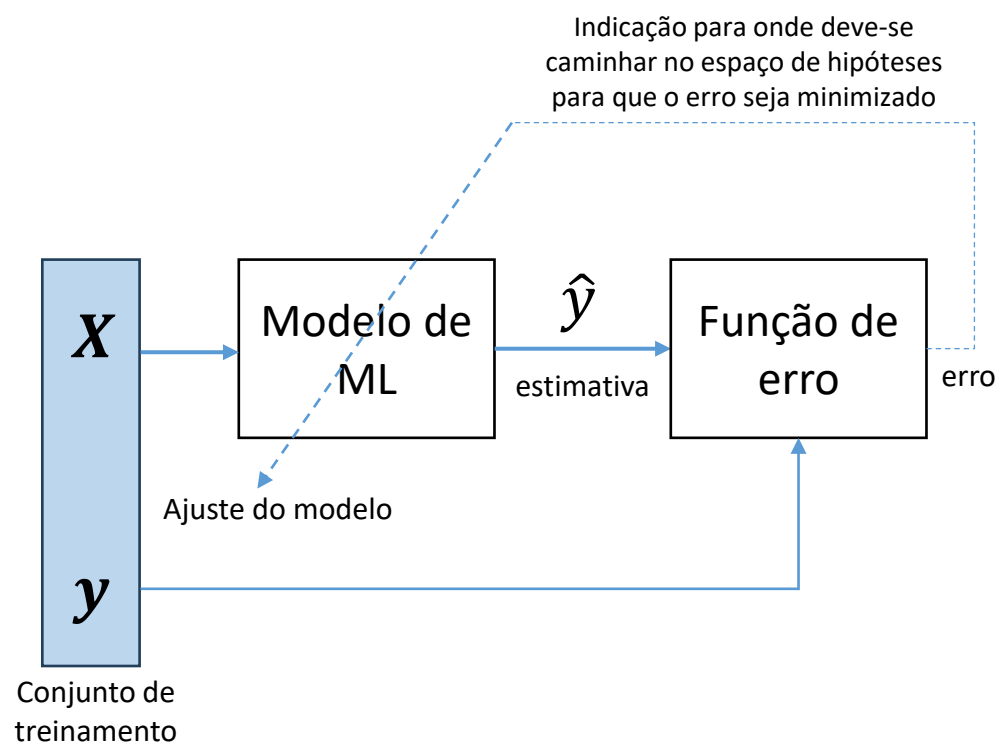 Indicação para onde deve-se
caminhar no espaço de hipóteses
para que o erro seja minimizado
X
Modelo de
ML
ŷ
estimativa
Função de
erro
erro
Ajuste do modelo
y
Conjunto de
treinamento